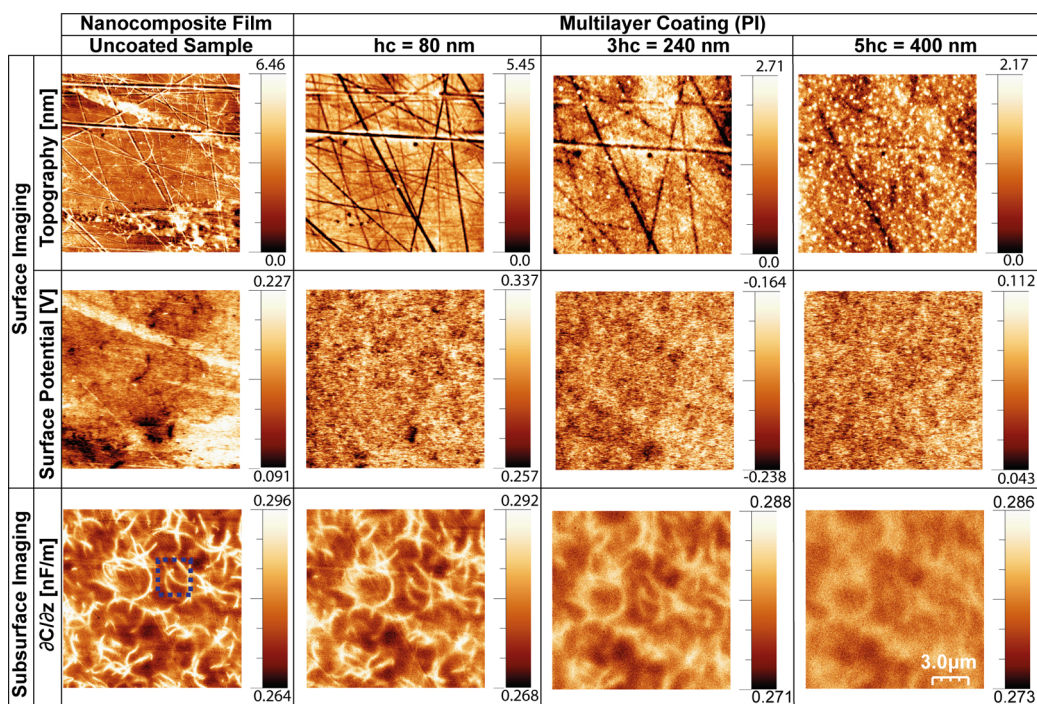 Nanocomposite Film
Multilayer Coating (PI)
Uncoated Sample
hc = 80 nm
3hc = 240 nm
5hc = 400 nm
Surface Imaging
Topography [nm]
6.46
0.0
5.45
0.0
2.71
0.0
2.17
0.0
Surface Potential [V]
0.227
0.091
0.337
0.257
-0.164
-0.238
0.112
0.043
Subsurface Imaging
∂C/∂z [nF/m]
0.296
0.264
0.292
0.268
0.288
0.271
0.286
0.273
3.0µm